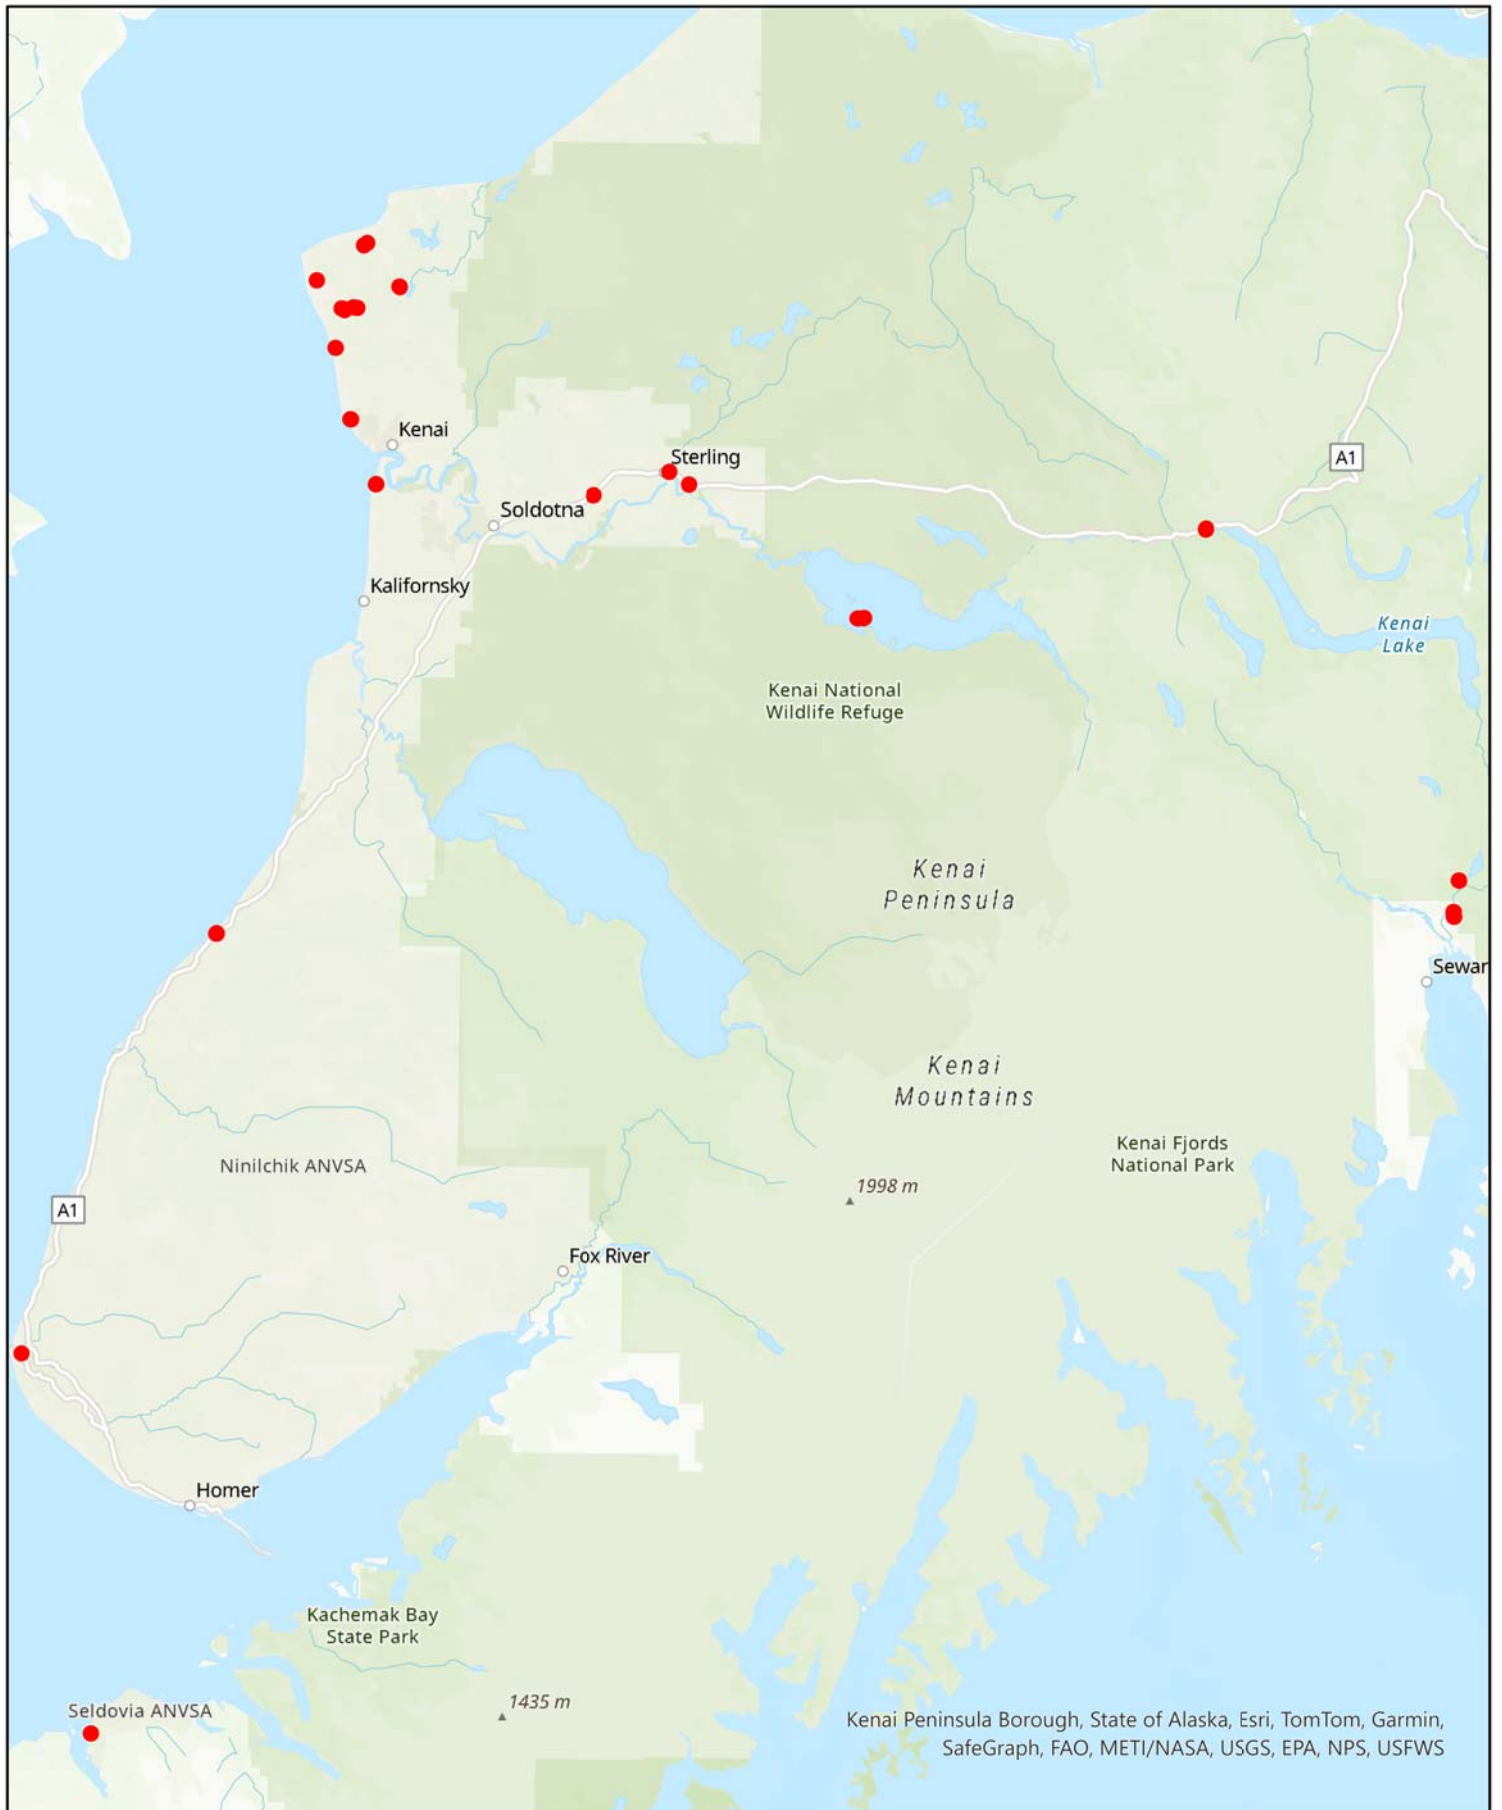 Kenai
Sterling
A1
Soldotna
Kalifornsky
Kenai
Lake
Kenai National
Wildlife Refuge
Kenai
Peninsula
Sewar
Kenai
Mountains
Kenai Fjords
National Park
Ninilchik ANVSA
1998 m
A1
Fox River
Homer
Kachemak Bay
State Park
1435 m
Seldovia ANVSA
Kenai Peninsula Borough, State of Alaska, Esri, TomTom, Garmin,
SafeGraph, FAO, METI/NASA, USGS, EPA, NPS, USFWS